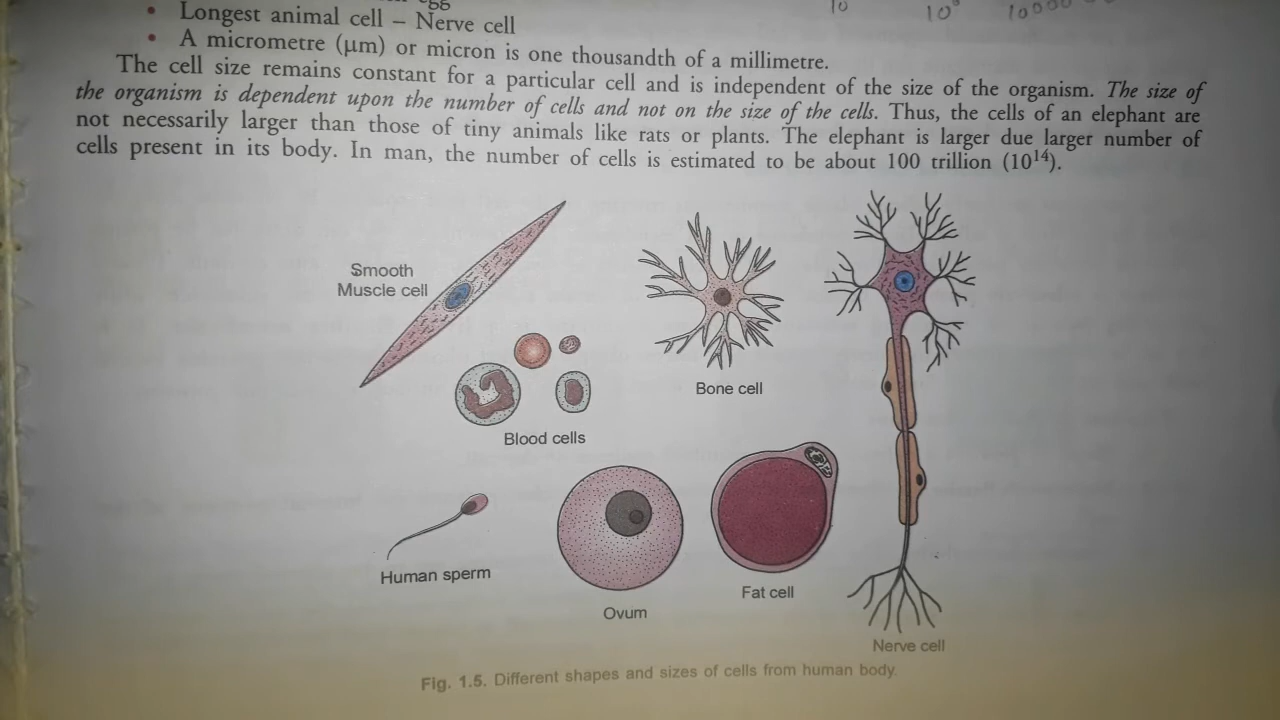 egg
• Longest animal cell – Nerve cell
• A micrometre (μm) or micron is one thousandth of a millimetre.
The cell size remains constant for a particular cell and is independent of the size of the organism. The size of
the organism is dependent upon the number of cells and not on the size of the cells. Thus, the cells of an elephant are
not necessarily larger than those of tiny animals like rats or plants. The elephant is larger due larger number of
cells present in its body. In man, the number of cells is estimated to be about 100 trillion (10¹⁴).
Smooth
Muscle cell
Blood cells
Bone cell
Human sperm
Ovum
Fat cell
Nerve cell
Fig. 1.5. Different shapes and sizes of cells from human body.